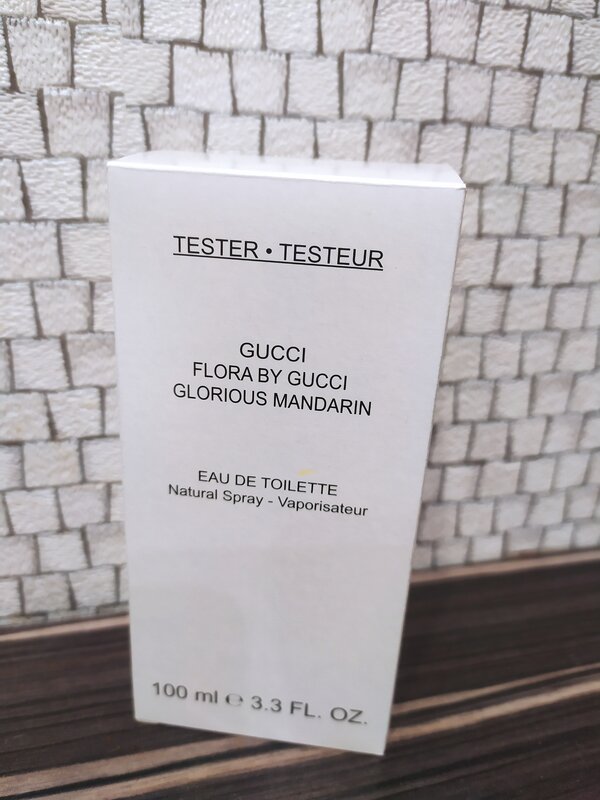 TESTER • TESTEUR
GUCCI
FLORA BY GUCCI
GLORIOUS MANDARIN
EAU DE TOILETTE
Natural Spray - Vaporisateur
100 ml ℮ 3.3 FL. OZ.